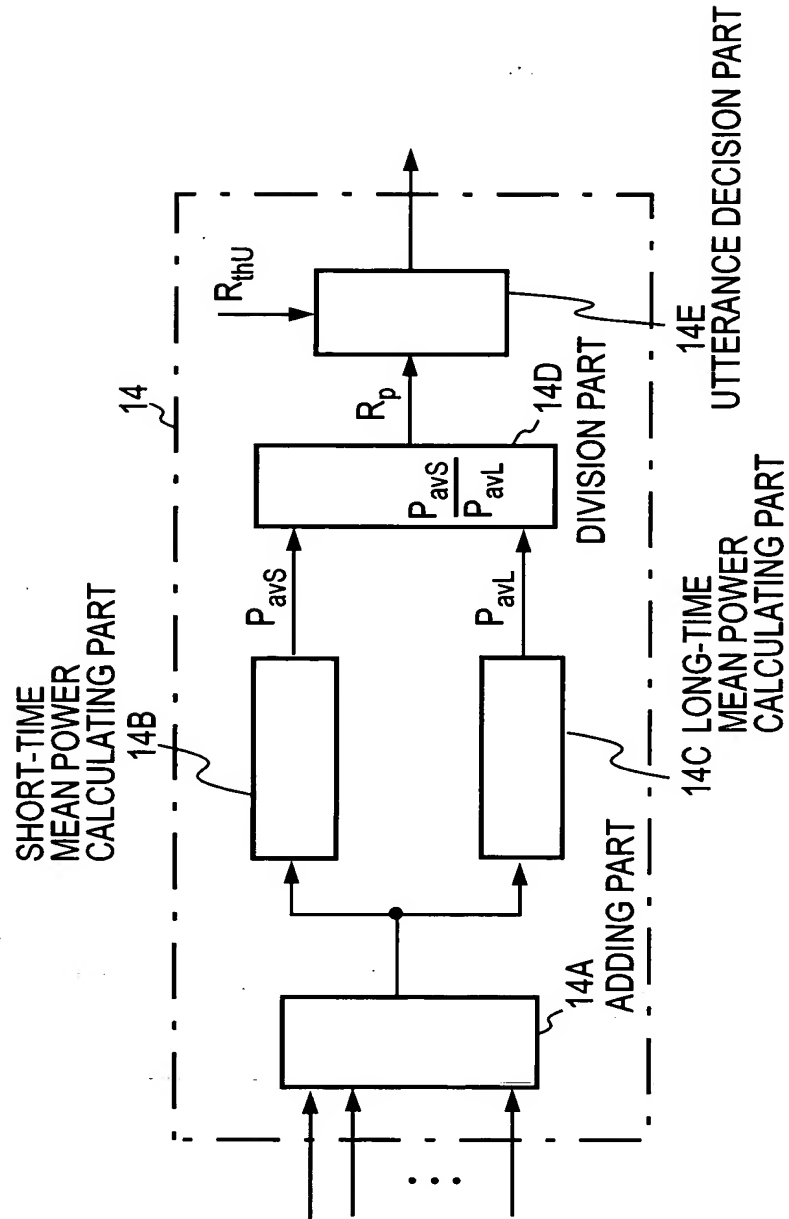 14
SHORT-TIME
MEAN POWER
CALCULATING PART
14B
R_thU
P_avS
R_p
P_avS
P_avL
14D
DIVISION PART
14E
UTTERANCE DECISION PART
P_avL
14C LONG-TIME
MEAN POWER
CALCULATING PART
14A
ADDING PART